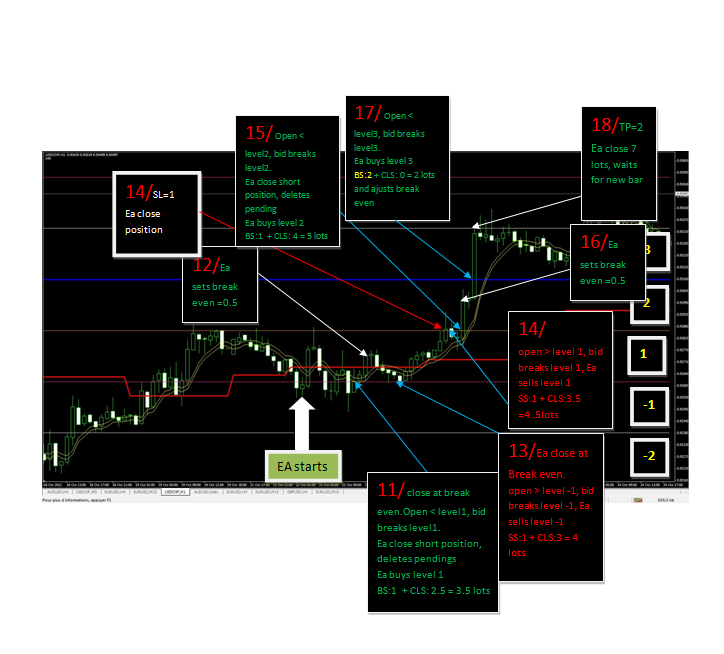 17/ Open <
level3, bid breaks
level3.
Ea buys level 3
BS:2 + CLS: 0 = 2 lots
and ajusts break
even
18/TP=2
Ea close 7
lots, waits
for new bar
15/ Open <
level2, bid breaks
level2.
Ea close short
position, deletes
pending
Ea buys level 2
BS:1 + CLS: 4 = 5 lots
14/SL=1
Ea close
position
12/Ea
sets break
even =0.5
16/Ea
sets break
even =0.5
3
2
1
-1
-2
14/
open > level 1, bid
breaks level 1, Ea
sells level 1
SS:1 + CLS:3.5
=4 .5lots
EA starts
13/Ea close at
Break even.
open > level -1, bid
breaks level -1, Ea
sells level -1
SS:1 + CLS:3 = 4
lots
11/ close at break
even.Open < level1, bid
breaks level1.
Ea close short position,
deletes pendings
Ea buys level 1
BS:1 + CLS: 2.5 = 3.5 lots
Pour plus d'informations, appuyer F1